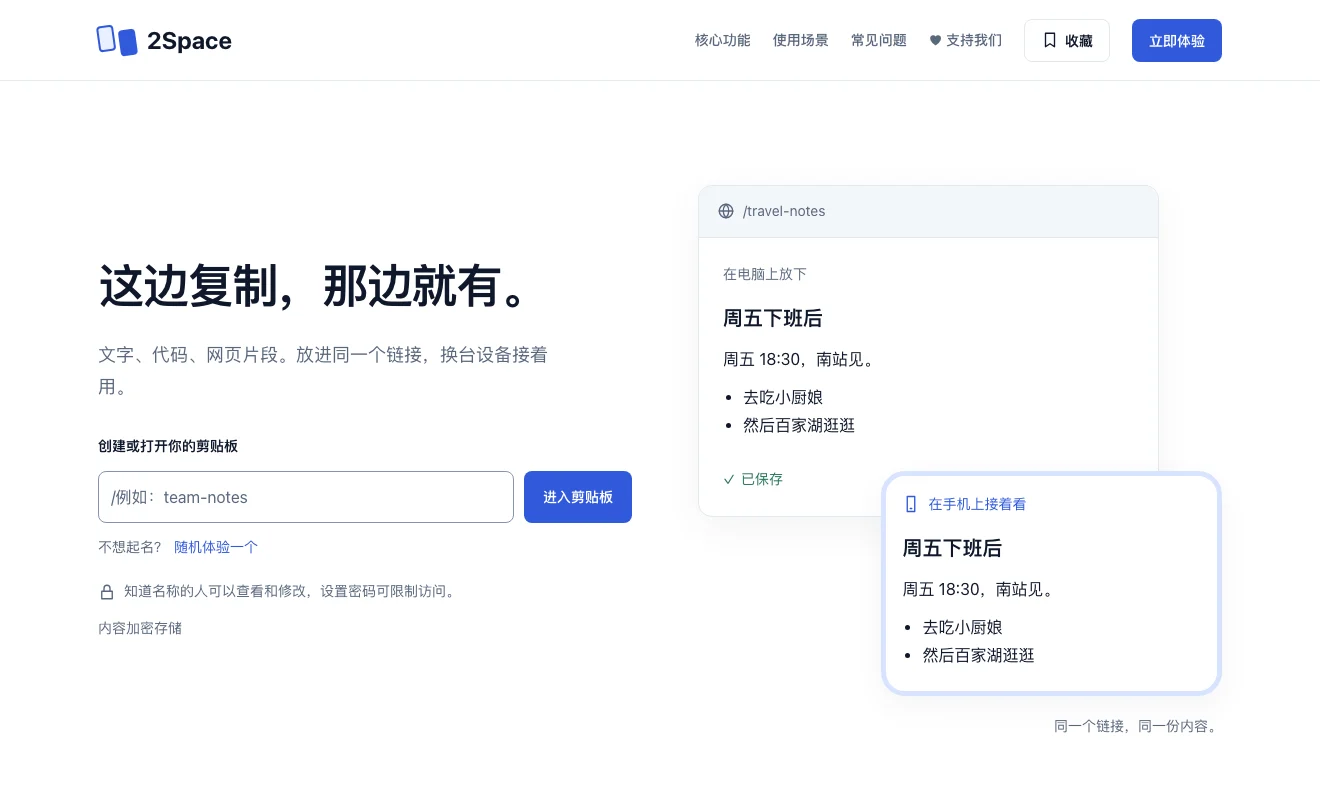 2Space
核心功能
使用场景
常见问题
支持我们
收藏
立即体验
这边复制，那边就有。
文字、代码、网页片段。放进同一个链接，换台设备接着
用。
创建或打开你的剪贴板
/例如：team-notes
进入剪贴板
不想起名？ 随机体验一个
知道名称的人可以查看和修改，设置密码可限制访问。
内容加密存储
/travel-notes
在电脑上放下
周五下班后
周五 18:30，南站见。
• 去吃小厨娘
• 然后百家湖逛逛
已保存
在手机上接着看
周五下班后
周五 18:30，南站见。
• 去吃小厨娘
• 然后百家湖逛逛
同一个链接，同一份内容。